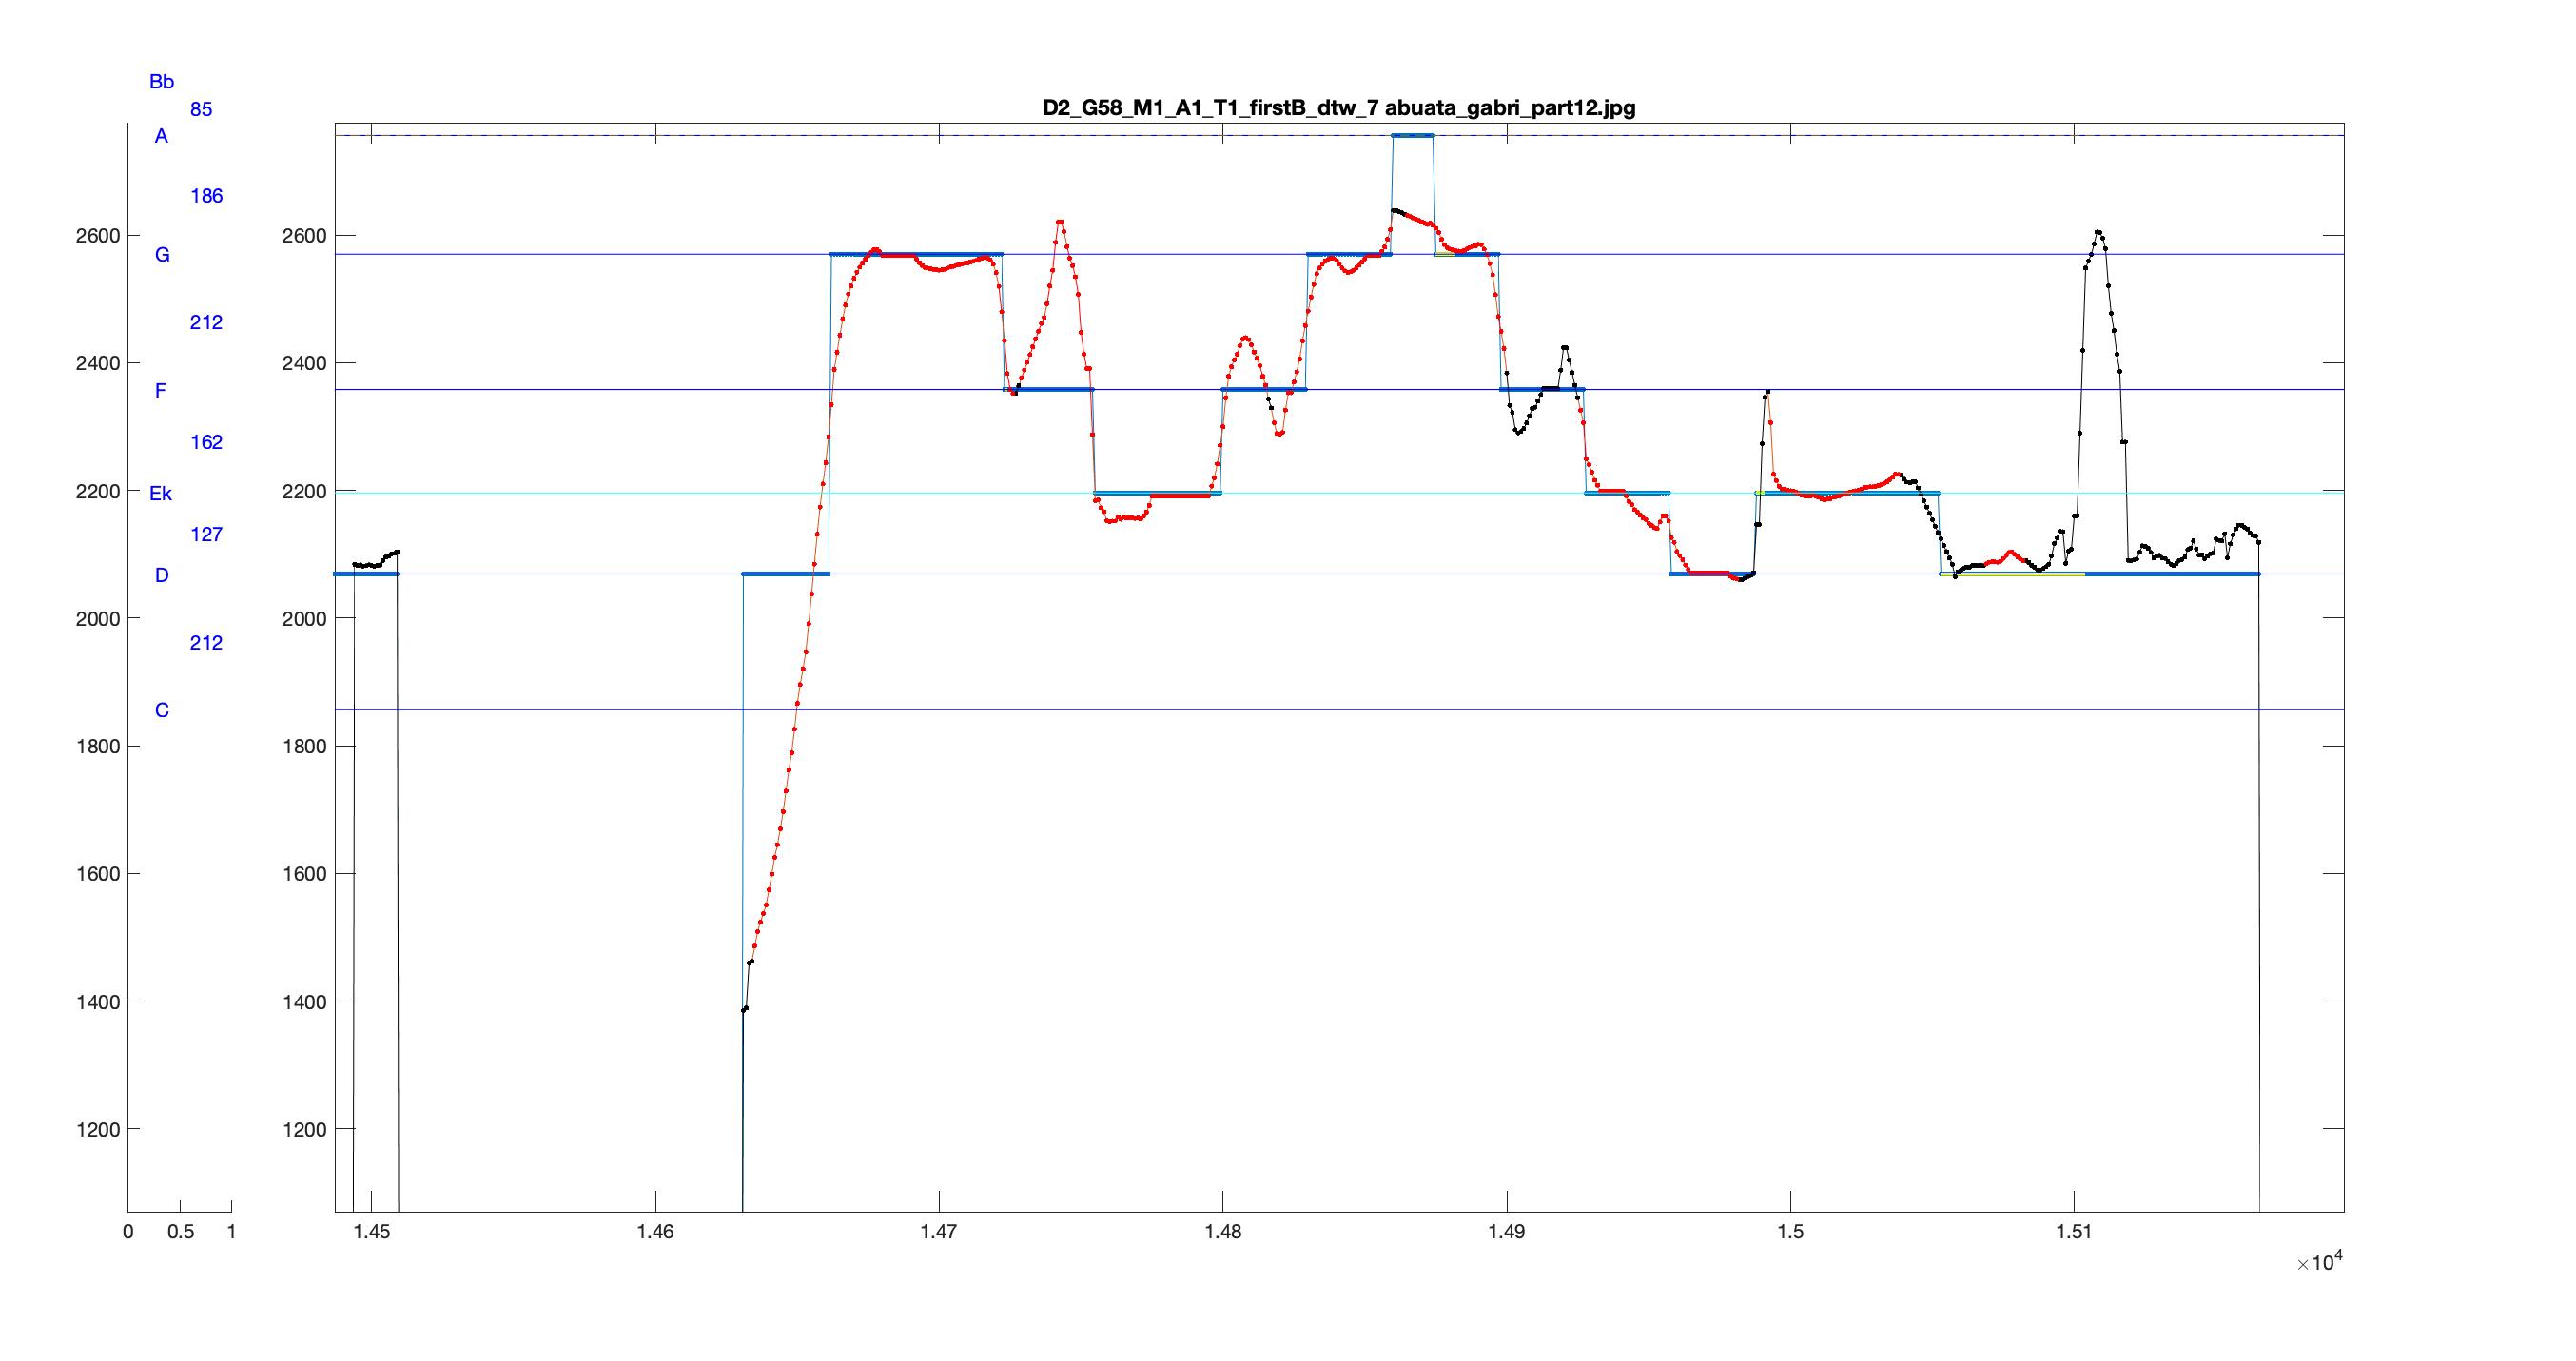 D2_G58_M1_A1_T1_firstB_dtw_7 abuata_gabri_part12.jpg
Bb
85
A
186
2600 G 2600
212
2400 2400
F
162
2200 Ek 2200
127
D
2000 2000
212
C
1800 1800
1600 1600
1400 1400
1200 1200
0 0.5 1 1.45 1.46 1.47 1.48 1.49 1.5 1.51
×10⁴